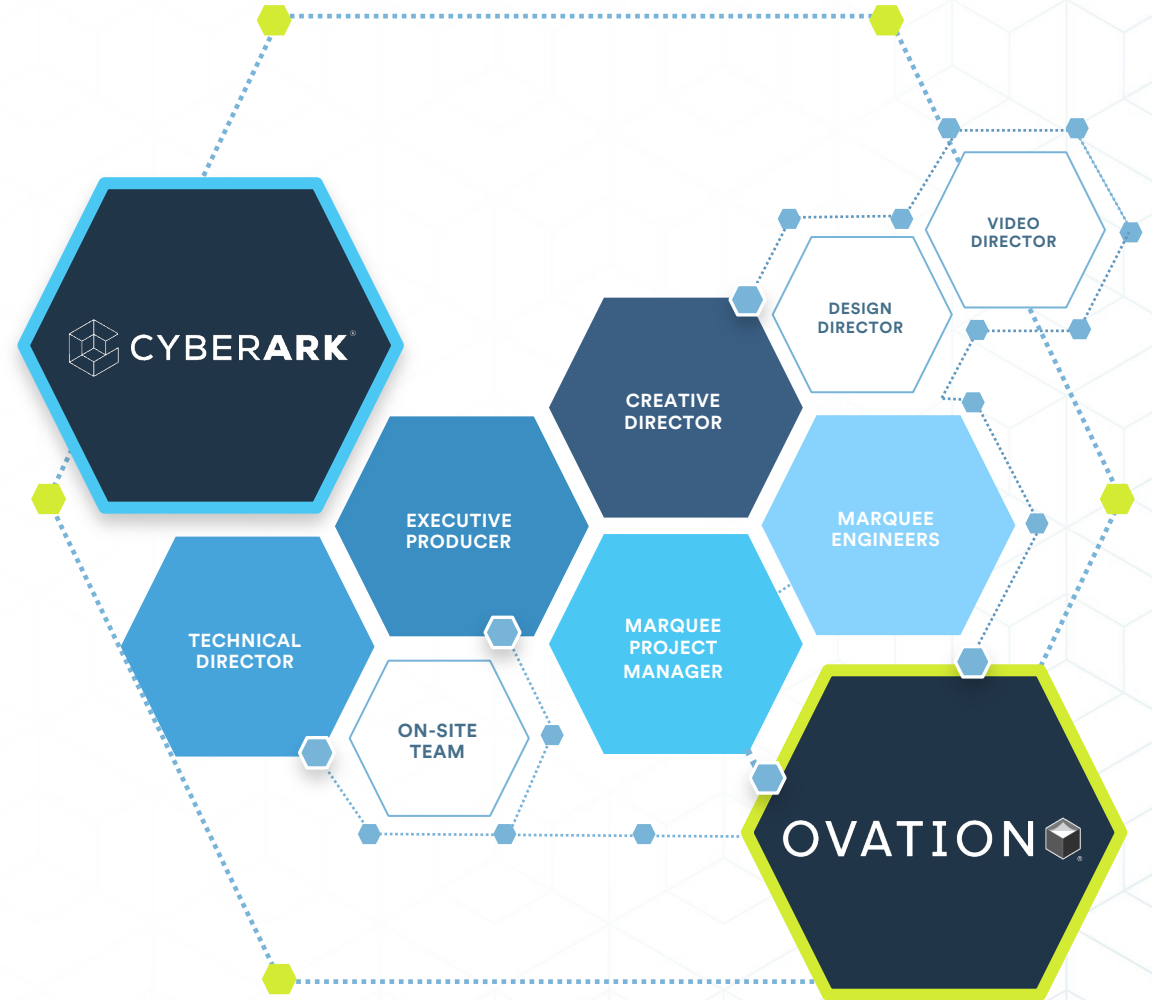 VIDEO
DIRECTOR
DESIGN
DIRECTOR
CYBERARK®
CREATIVE
DIRECTOR
EXECUTIVE
PRODUCER
MARQUEE
ENGINEERS
TECHNICAL
DIRECTOR
MARQUEE
PROJECT
MANAGER
ON-SITE
TEAM
OVATION®